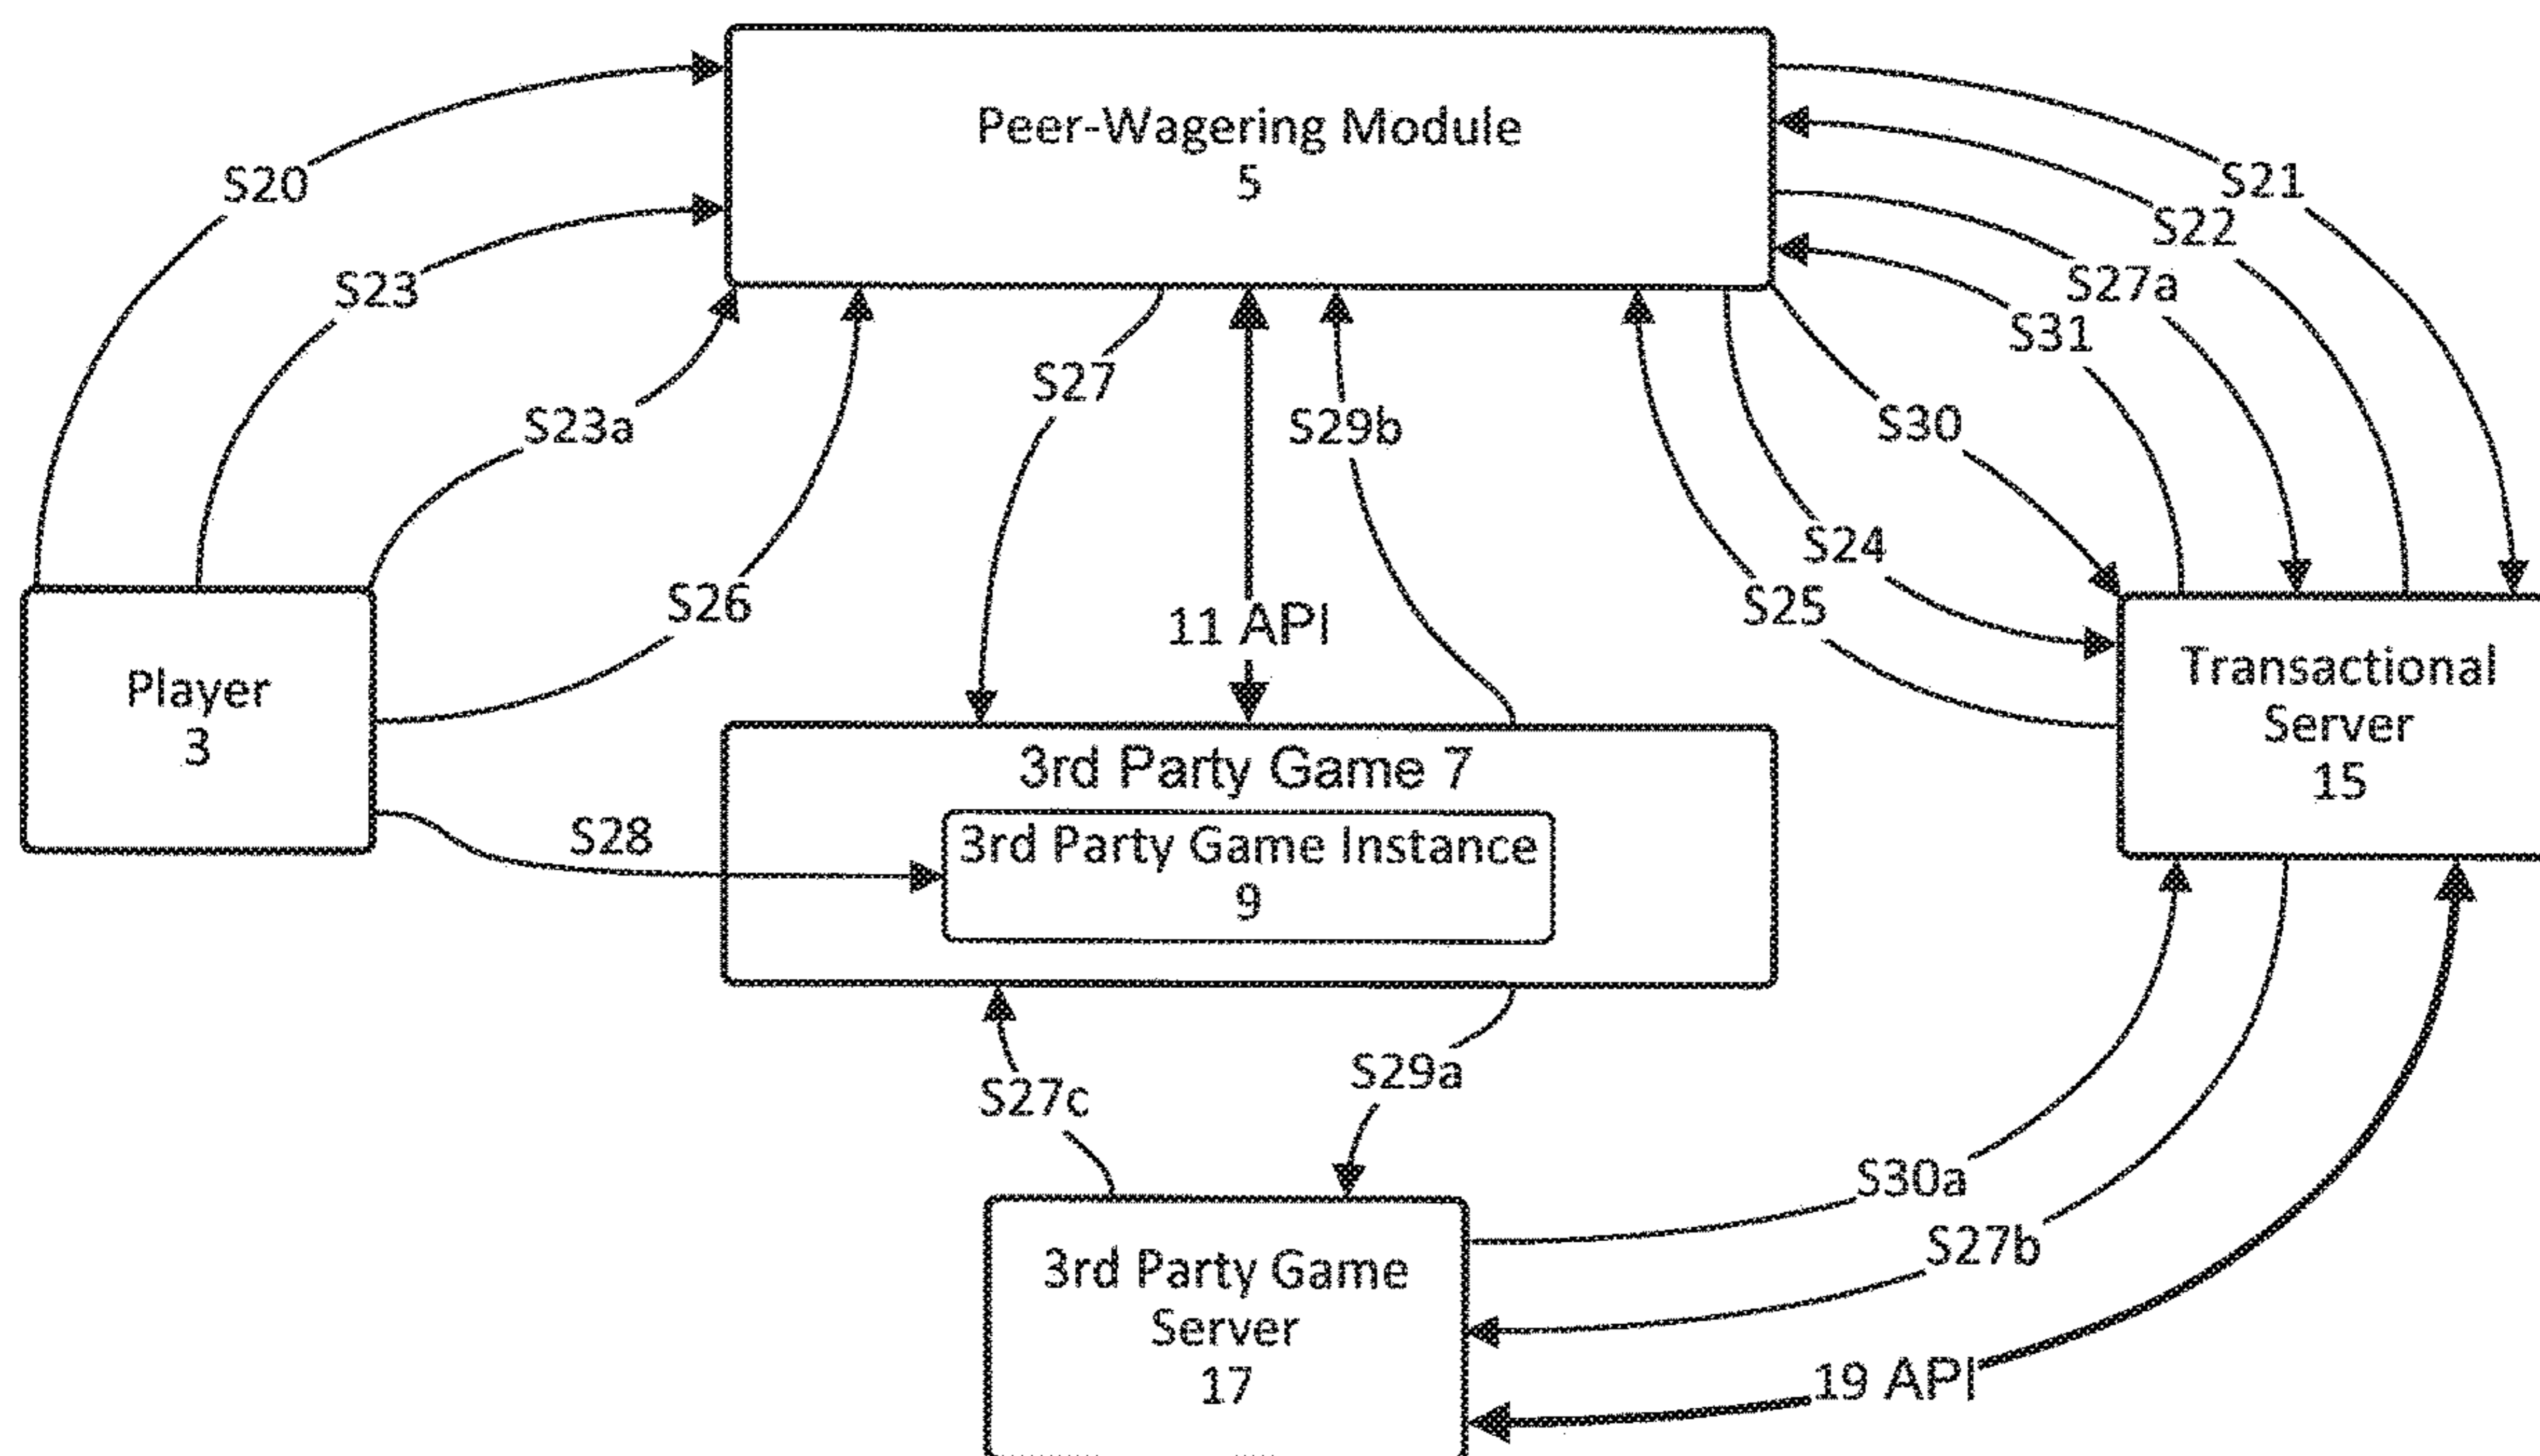 Peer-Wagering Module
5
S20
S21
S22
S23
S27a
S31
S27
S23a
S29b
S30
S24
S26
S25
11 API
Player
3
Transactional
Server
15
3rd Party Game 7
S28
3rd Party Game Instance
9
S27c
S29a
S30a
S27b
3rd Party Game
Server
17
19 API